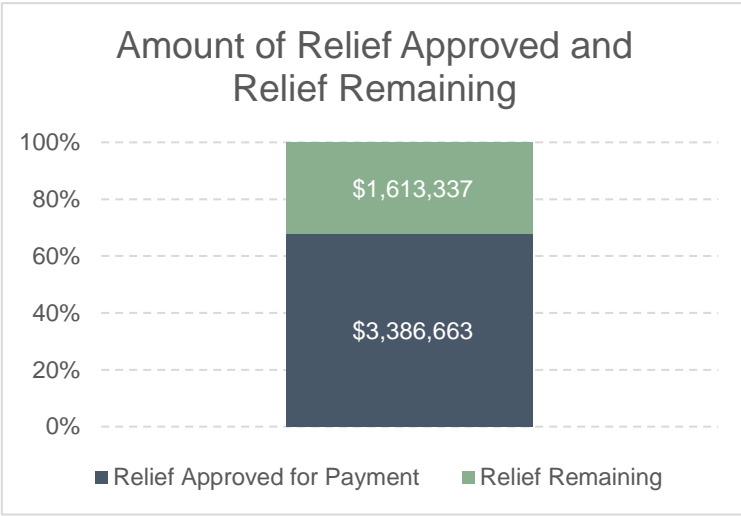 Amount of Relief Approved and
Relief Remaining
100%
80%
60%
40%
20%
0%
$1,613,337
$3,386,663
Relief Approved for Payment
Relief Remaining